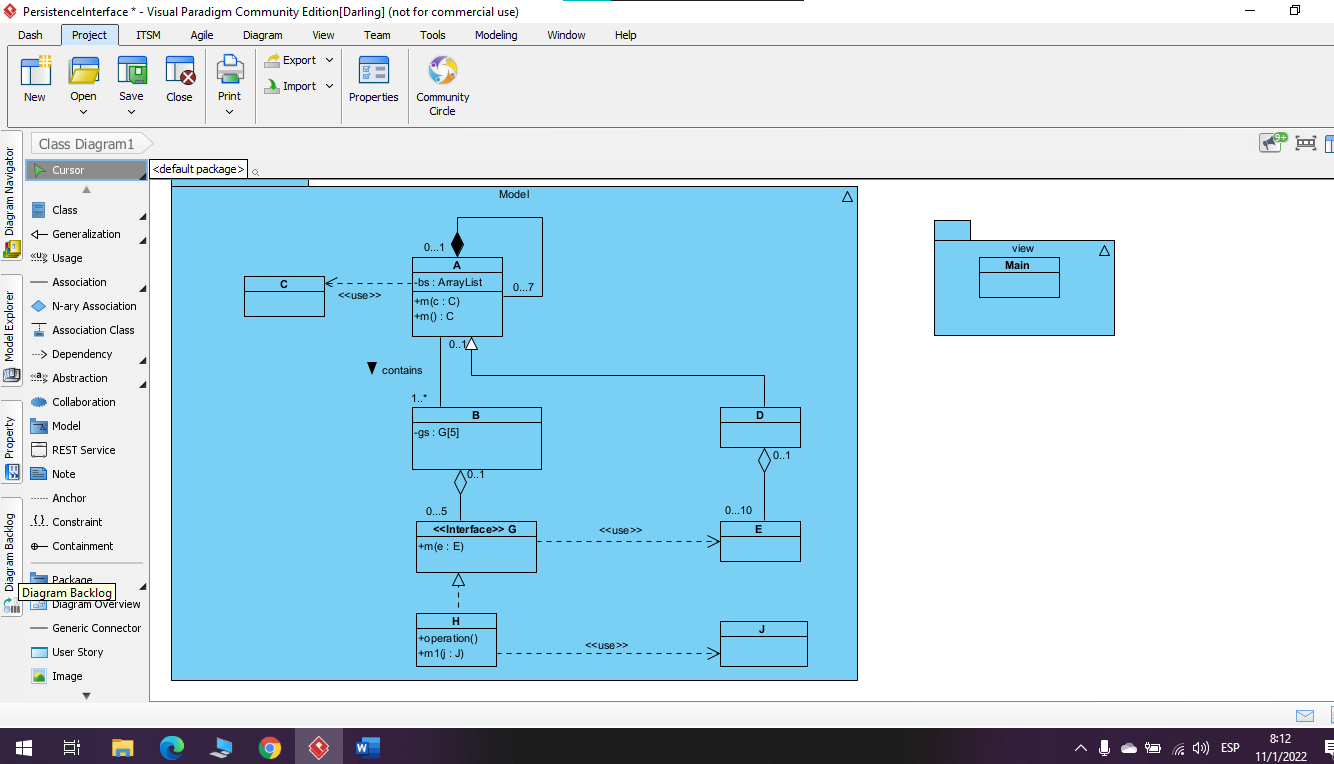 PersistenceInterface * - Visual Paradigm Community Edition[Darling] (not for commercial use)
Dash Project ITSM Agile Diagram View Team Tools Modeling Window Help
New Open Save Close Print Export Import Properties Community Circle
Class Diagram1
9+
Diagram Navigator
Model Explorer
Property
Diagram Backlog
Cursor
Class
Generalization
Usage
Association
N-ary Association
Association Class
Dependency
Abstraction
Collaboration
Model
REST Service
Note
Anchor
Constraint
Containment
Package
Diagram Backlog
Diagram Overview
Generic Connector
User Story
Image
<default package>
Model
0...1
A
-bs : ArrayList
+m(c : C)
+m() : C
0...7
C
<<use>>
0..1
contains
1..*
B
-gs : G[5]
D
0..1
0..1
0...5
0...10
<<Interface>> G
+m(e : E)
<<use>>
E
H
+operation()
+m1(j : J)
<<use>>
J
view
Main
ESP
8:12
11/1/2022